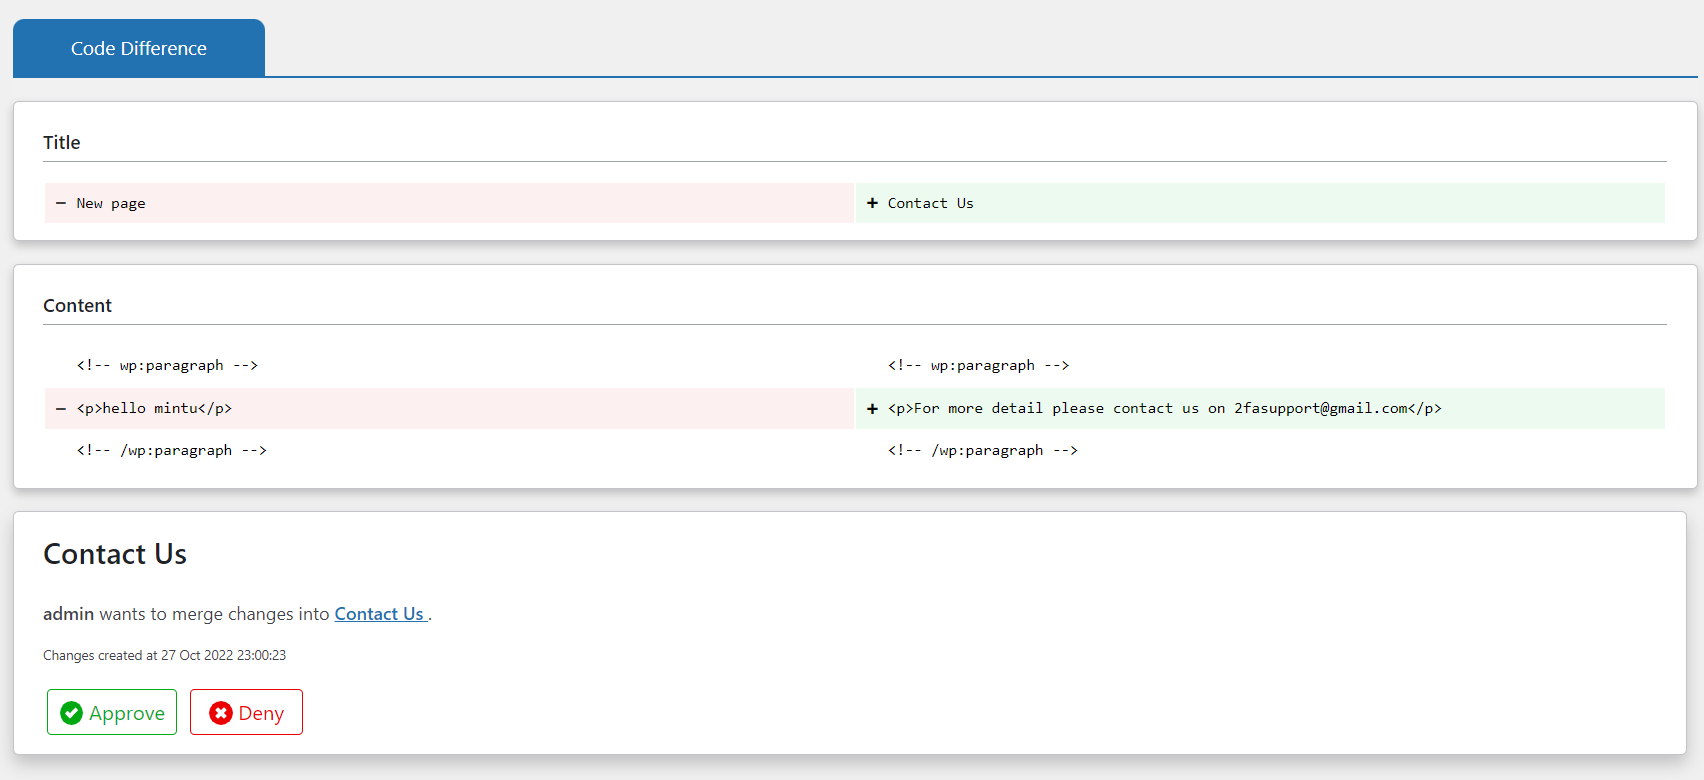 Code Difference
Title
− New page
+ Contact Us
Content
<!-- wp:paragraph -->
<!-- wp:paragraph -->
− <p>hello mintu</p>
+ <p>For more detail please contact us on 2fasupport@gmail.com</p>
<!-- /wp:paragraph -->
<!-- /wp:paragraph -->
Contact Us
admin wants to merge changes into Contact Us .
Changes created at 27 Oct 2022 23:00:23
Approve
Deny